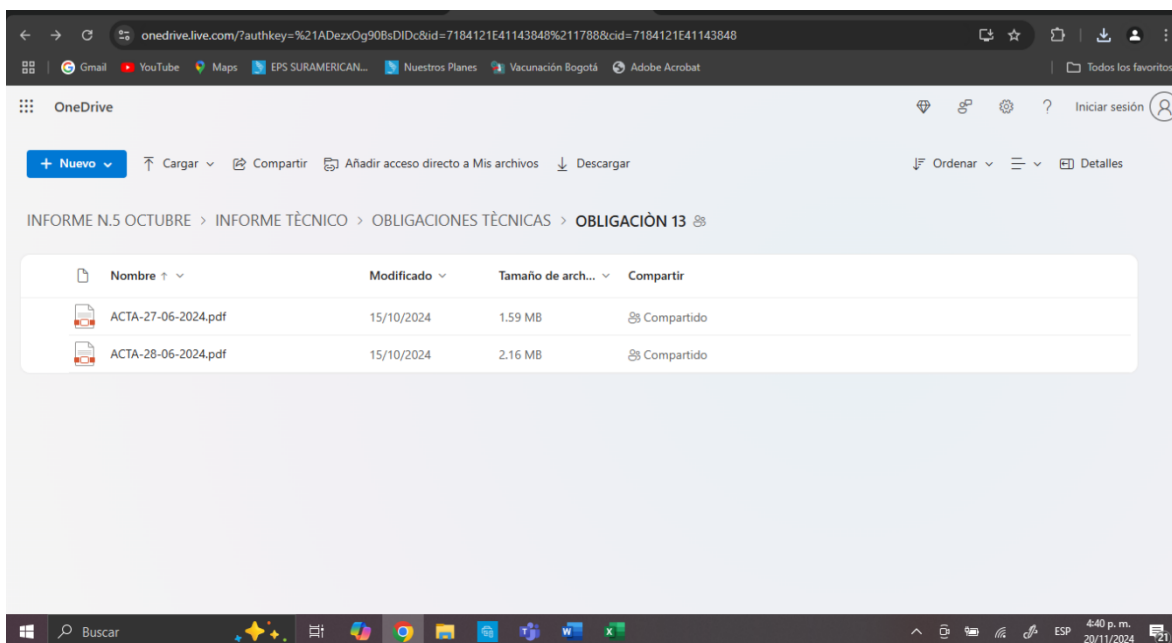 onedrive.live.com/?authkey=%21ADezxOg90BsDIDc&id=7184121E41143848%211788&cid=7184121E41143848
Gmail YouTube Maps EPS SURAMERICAN... Nuestros Planes Vacunación Bogotá Adobe Acrobat Todos los favoritos
OneDrive ? Iniciar sesión
+ Nuevo Cargar Compartir Añadir acceso directo a Mis archivos Descargar Ordenar Detalles
INFORME N.5 OCTUBRE > INFORME TÈCNICO > OBLIGACIONES TÈCNICAS > OBLIGACIÒN 13
Nombre ↑ Modificado Tamaño de arch... Compartir
ACTA-27-06-2024.pdf 15/10/2024 1.59 MB Compartido
ACTA-28-06-2024.pdf 15/10/2024 2.16 MB Compartido
Buscar ESP 4:40 p. m.
20/11/2024 21